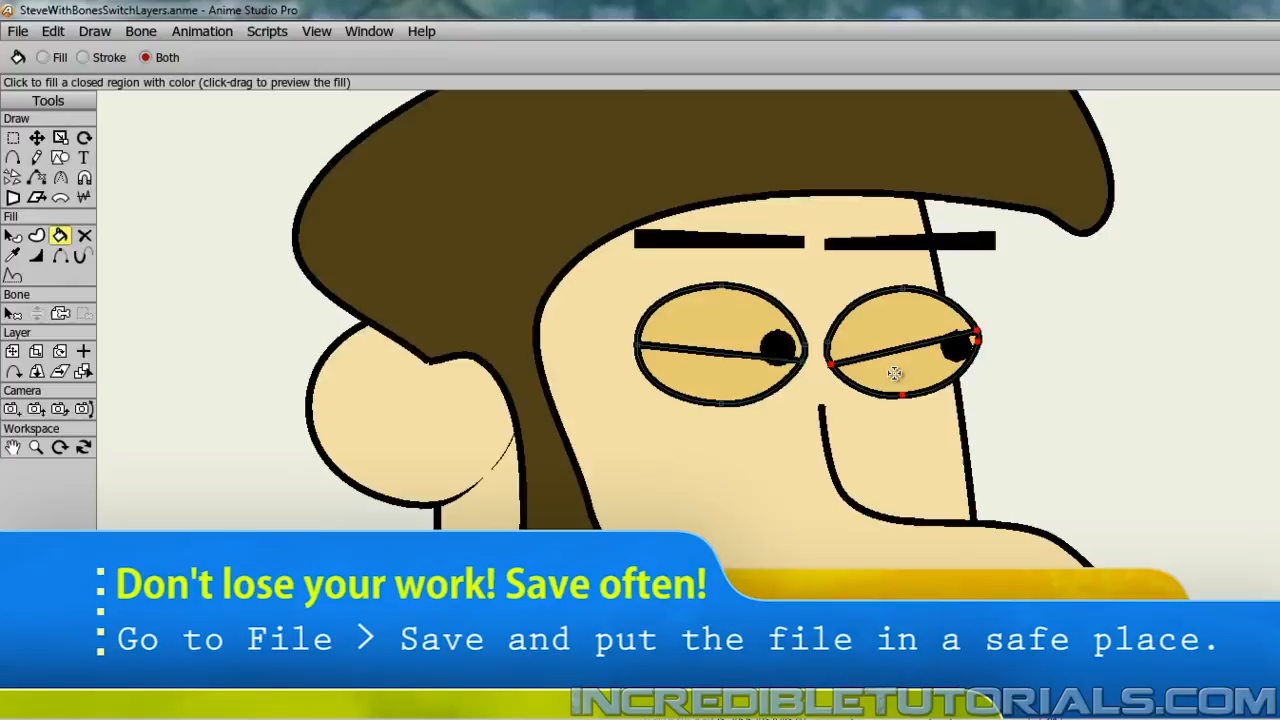 SteveWithBonesSwitchLayers.anme - Anime Studio Pro
File Edit Draw Bone Animation Scripts View Window Help
Fill Stroke Both
Click to fill a closed region with color (click-drag to preview the fill)
Tools
Draw
T
Fill
Bone
Layer
Camera
Workspace
Don't lose your work! Save often!
Go to File > Save and put the file in a safe place.
INCREDIBLETUTORIALS.COM